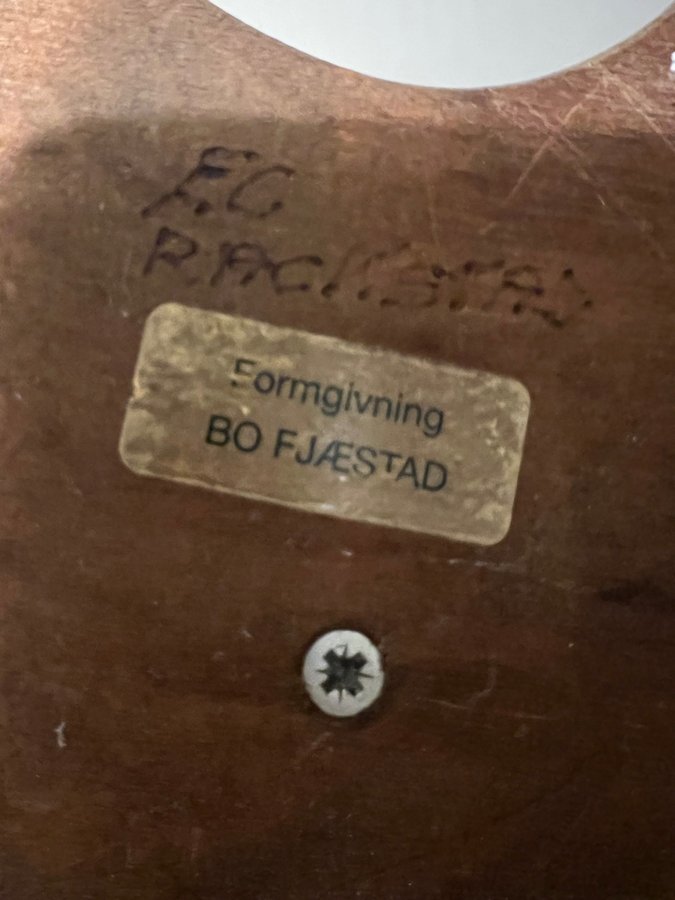 F.C
RACKSTAD
Formgivning
BO FJÆSTAD